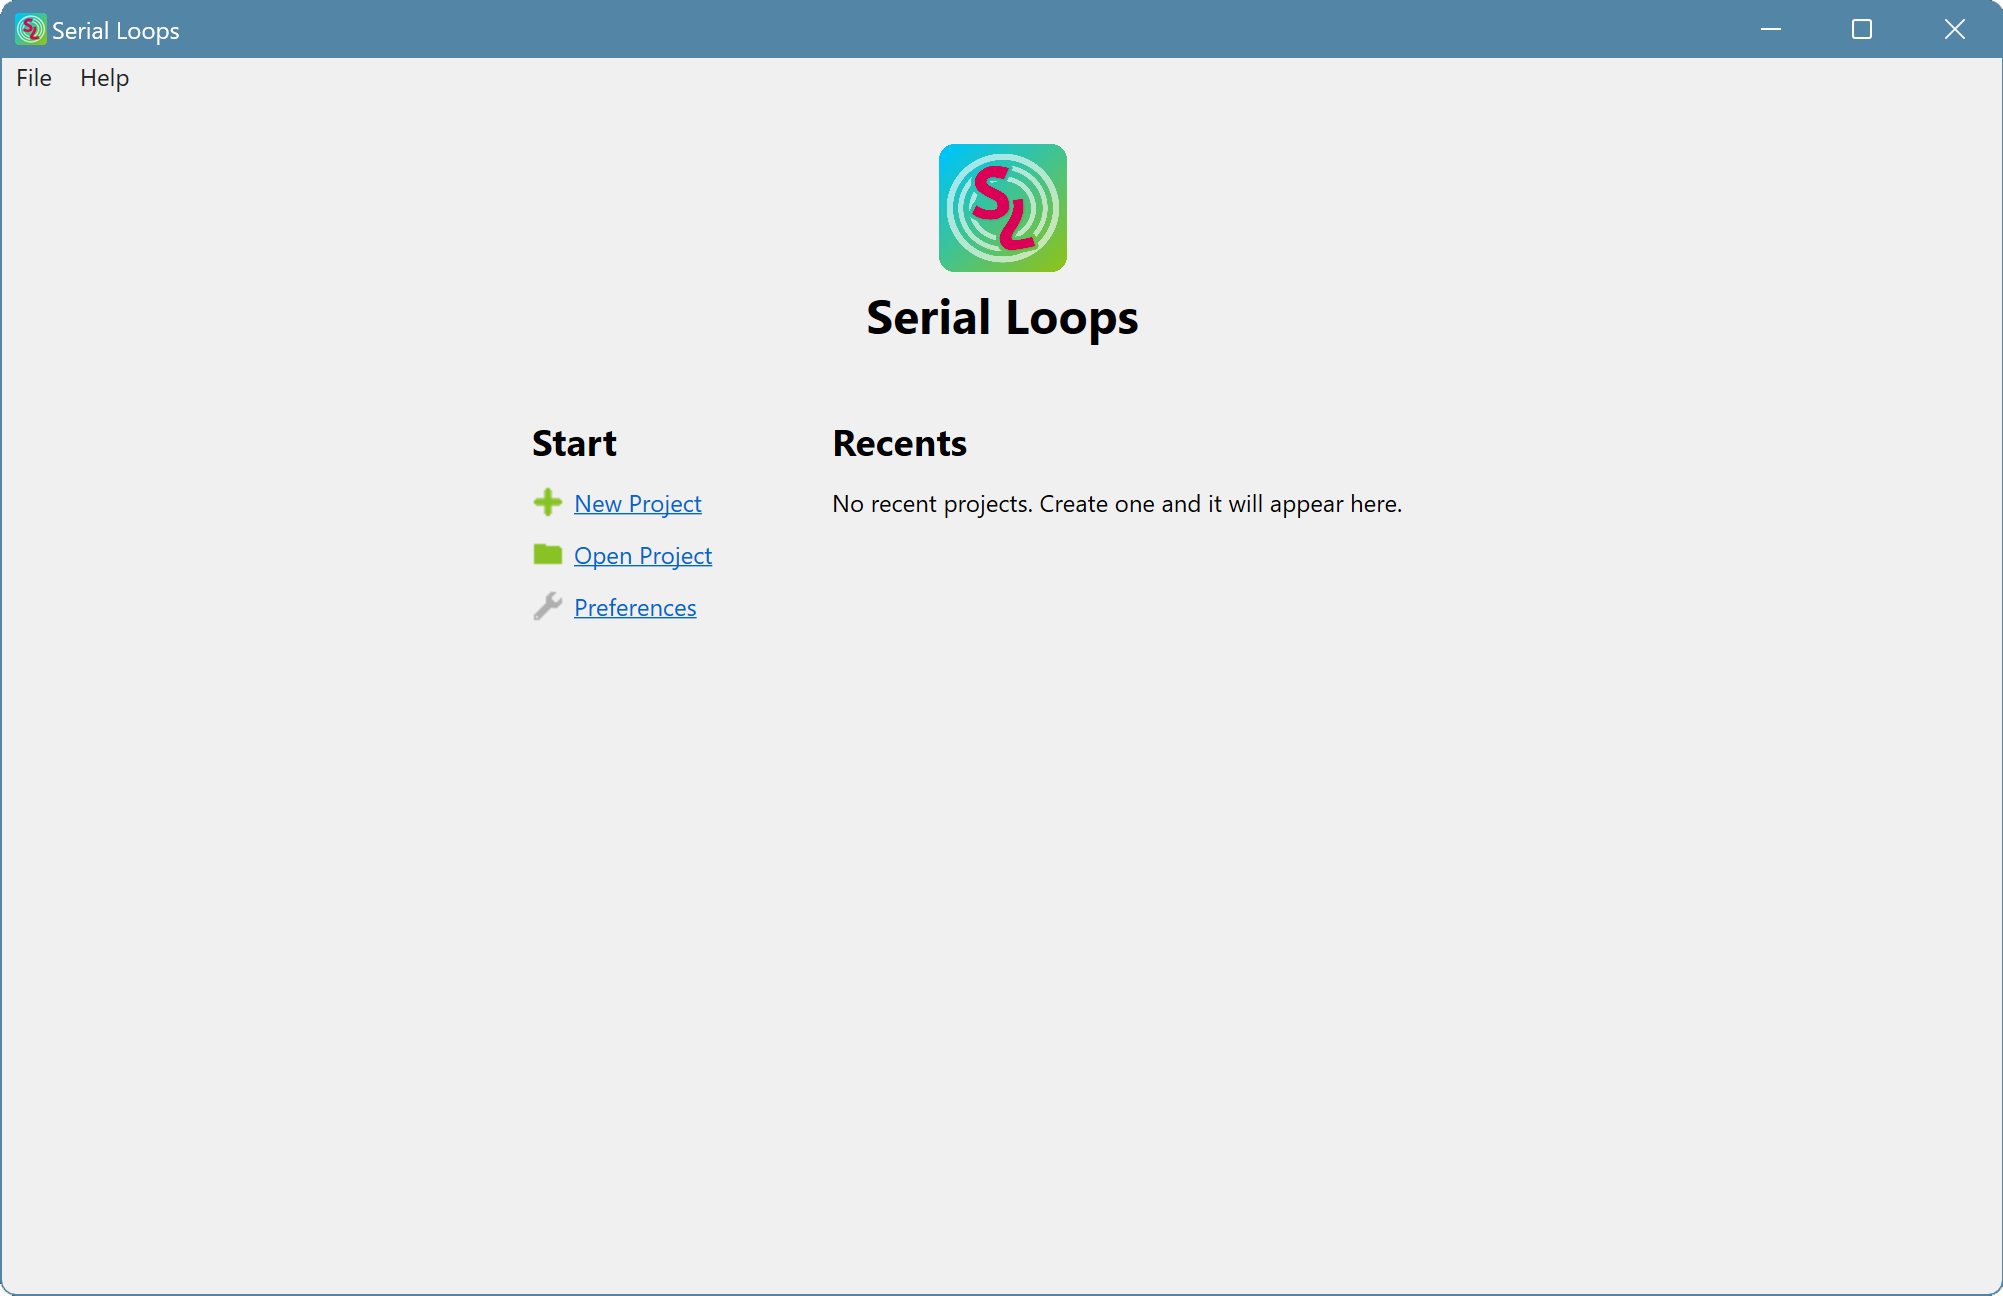 Serial Loops
File Help
SL
Serial Loops
Start
New Project
Open Project
Preferences
Recents
No recent projects. Create one and it will appear here.